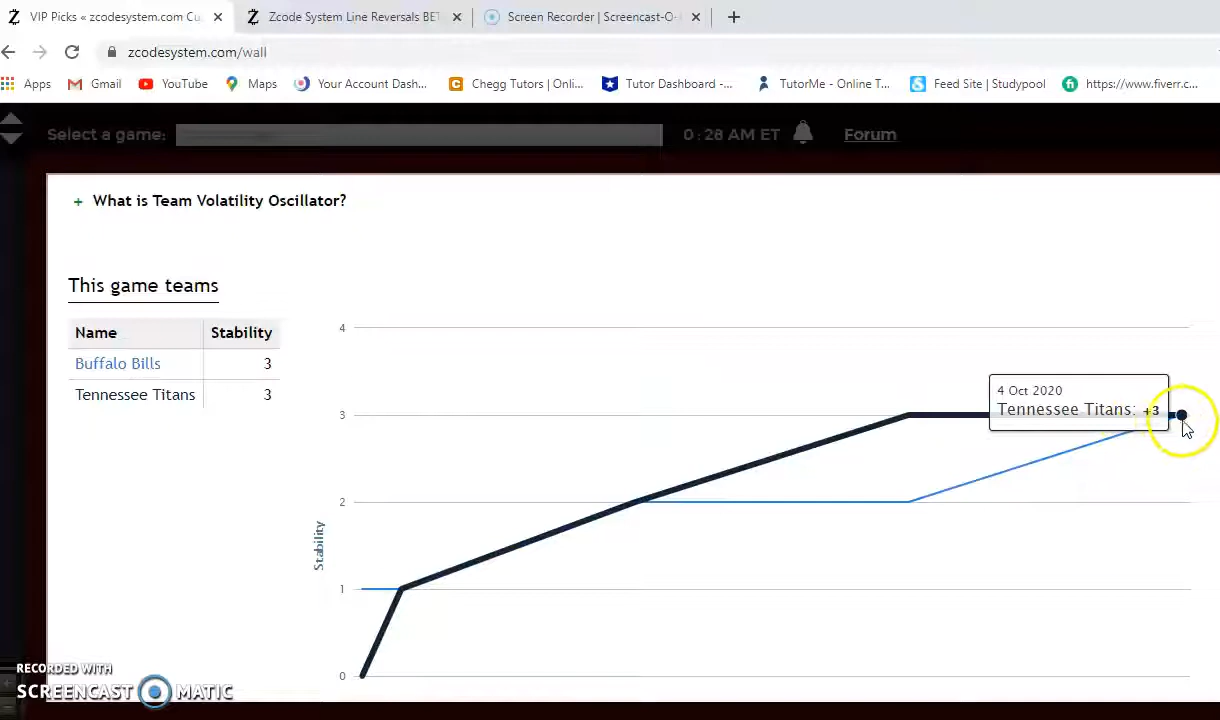 VIP Picks « zcodesystem.com Cu
Zcode System Line Reversals BET
Screen Recorder | Screencast-O-
zcodesystem.com/wall
Apps
Gmail
YouTube
Maps
Your Account Dash...
Chegg Tutors | Onli...
Tutor Dashboard -...
TutorMe - Online T...
Feed Site | Studypool
https://www.fiverr.c...
Select a game:
0:28 AM ET
Forum
+ What is Team Volatility Oscillator?
This game teams
Name Stability
Buffalo Bills 3
Tennessee Titans 3
4
3
2
1
0
Stability
4 Oct 2020
Tennessee Titans: +3
RECORDED WITH
SCREENCAST MATIC